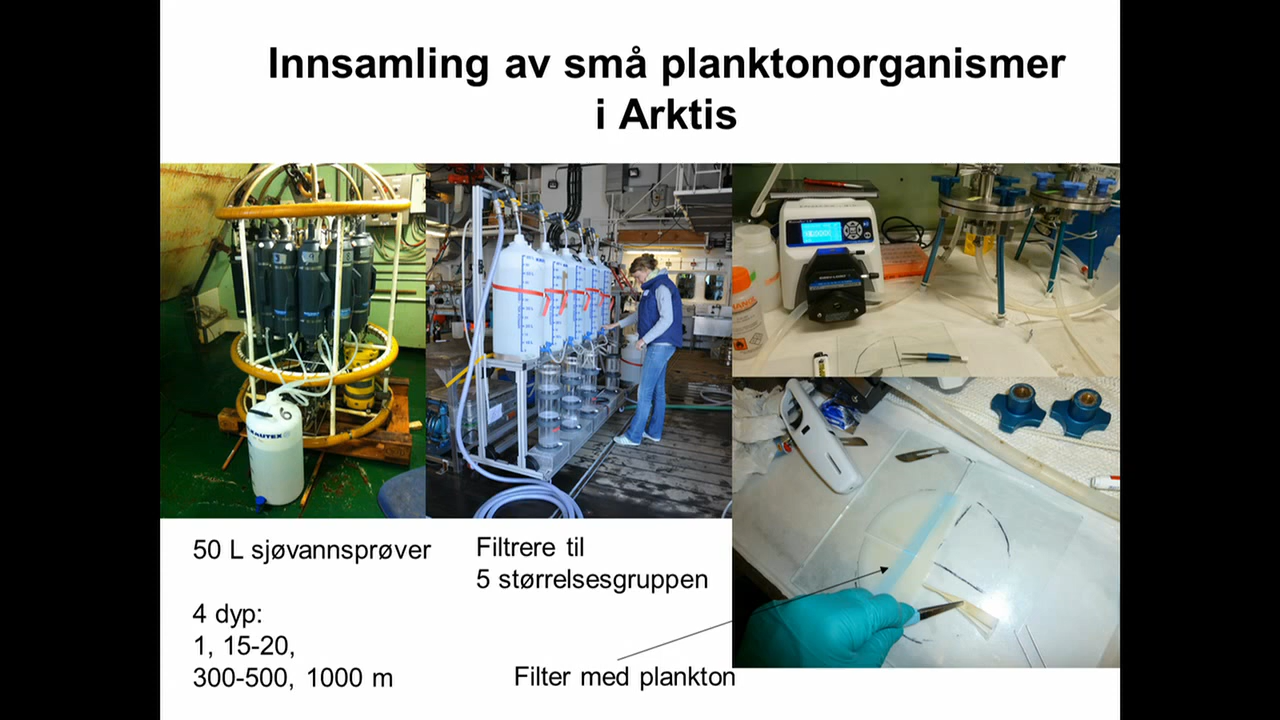 Innsamling av små planktonorganismer
i Arktis
50 L sjøvannsprøver
4 dyp:
1, 15-20,
300-500, 1000 m
Filtrere til
5 størrelsesgruppen
Filter med plankton